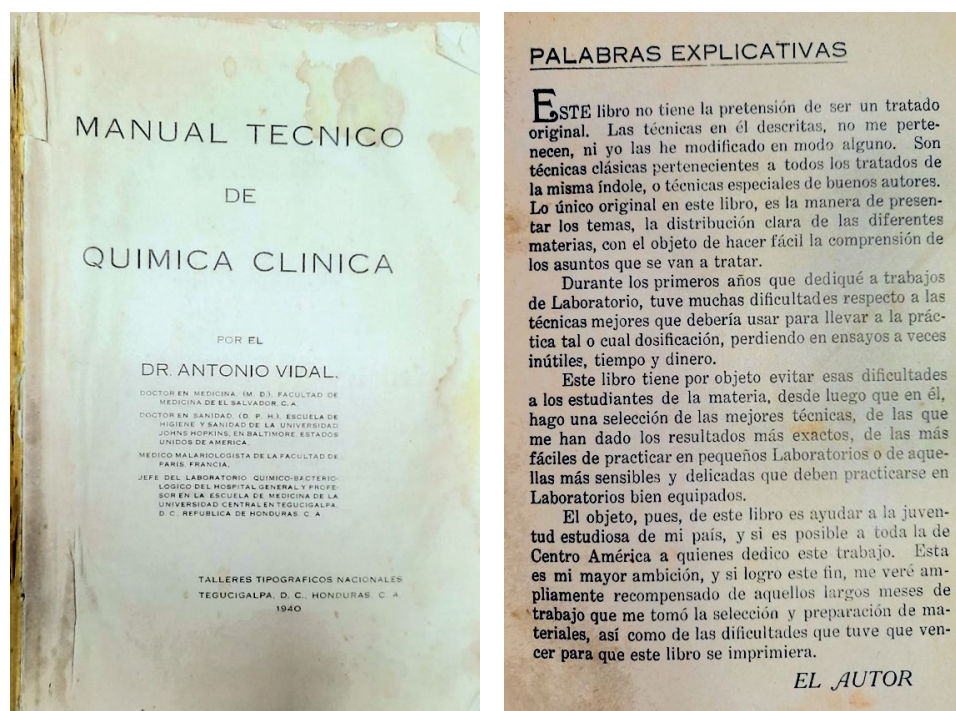 MANUAL TECNICO
DE
QUIMICA CLINICA
POR EL
DR. ANTONIO VIDAL.
DOCTOR EN MEDICINA, (M. D.), FACULTAD DE
MEDICINA DE EL SALVADOR, C. A.
DOCTOR EN SANIDAD, (D. P. H.), ESCUELA DE
HIGIENE Y SANIDAD DE LA UNIVERSIDAD
JOHNS HOPKINS, EN BALTIMORE, ESTADOS
UNIDOS DE AMERICA.
MEDICO MALARIOLOGISTA DE LA FACULTAD DE
PARIS, FRANCIA.
JEFE DEL LABORATORIO QUIMICO-BACTERIO-
LOGICO DEL HOSPITAL GENERAL Y PROFE-
SOR EN LA ESCUELA DE MEDICINA DE LA
UNIVERSIDAD CENTRAL EN TEGUCIGALPA,
D. C., REPUBLICA DE HONDURAS, C. A.
TALLERES TIPOGRAFICOS NACIONALES
TEGUCIGALPA, D. C., HONDURAS, C. A.
1940
PALABRAS EXPLICATIVAS
ESTE libro no tiene la pretensión de ser un tratado
original. Las técnicas en él descritas, no me perte-
necen, ni yo las he modificado en modo alguno. Son
técnicas clásicas pertenecientes a todos los tratados de
la misma índole, o técnicas especiales de buenos autores.
Lo único original en este libro, es la manera de presen-
tar los temas, la distribución clara de las diferentes
materias, con el objeto de hacer fácil la comprensión de
los asuntos que se van a tratar.
Durante los primeros años que dediqué a trabajos
de Laboratorio, tuve muchas dificultades respecto a las
técnicas mejores que debería usar para llevar a la prác-
tica tal o cual dosificación, perdiendo en ensayos a veces
inútiles, tiempo y dinero.
Este libro tiene por objeto evitar esas dificultades
a los estudiantes de la materia, desde luego que en él,
hago una selección de las mejores técnicas, de las que
me han dado los resultados más exactos, de las más
fáciles de practicar en pequeños Laboratorios o de aque-
llas más sensibles y delicadas que deben practicarse en
Laboratorios bien equipados.
El objeto, pues, de este libro es ayudar a la juven-
tud estudiosa de mi país, y si es posible a toda la de
Centro América a quienes dedico este trabajo. Esta
es mi mayor ambición, y si logro este fin, me veré am-
pliamente recompensado de aquellos largos meses de
trabajo que me tomó la selección y preparación de ma-
teriales, así como de las dificultades que tuve que ven-
cer para que este libro se imprimiera.
EL AUTOR